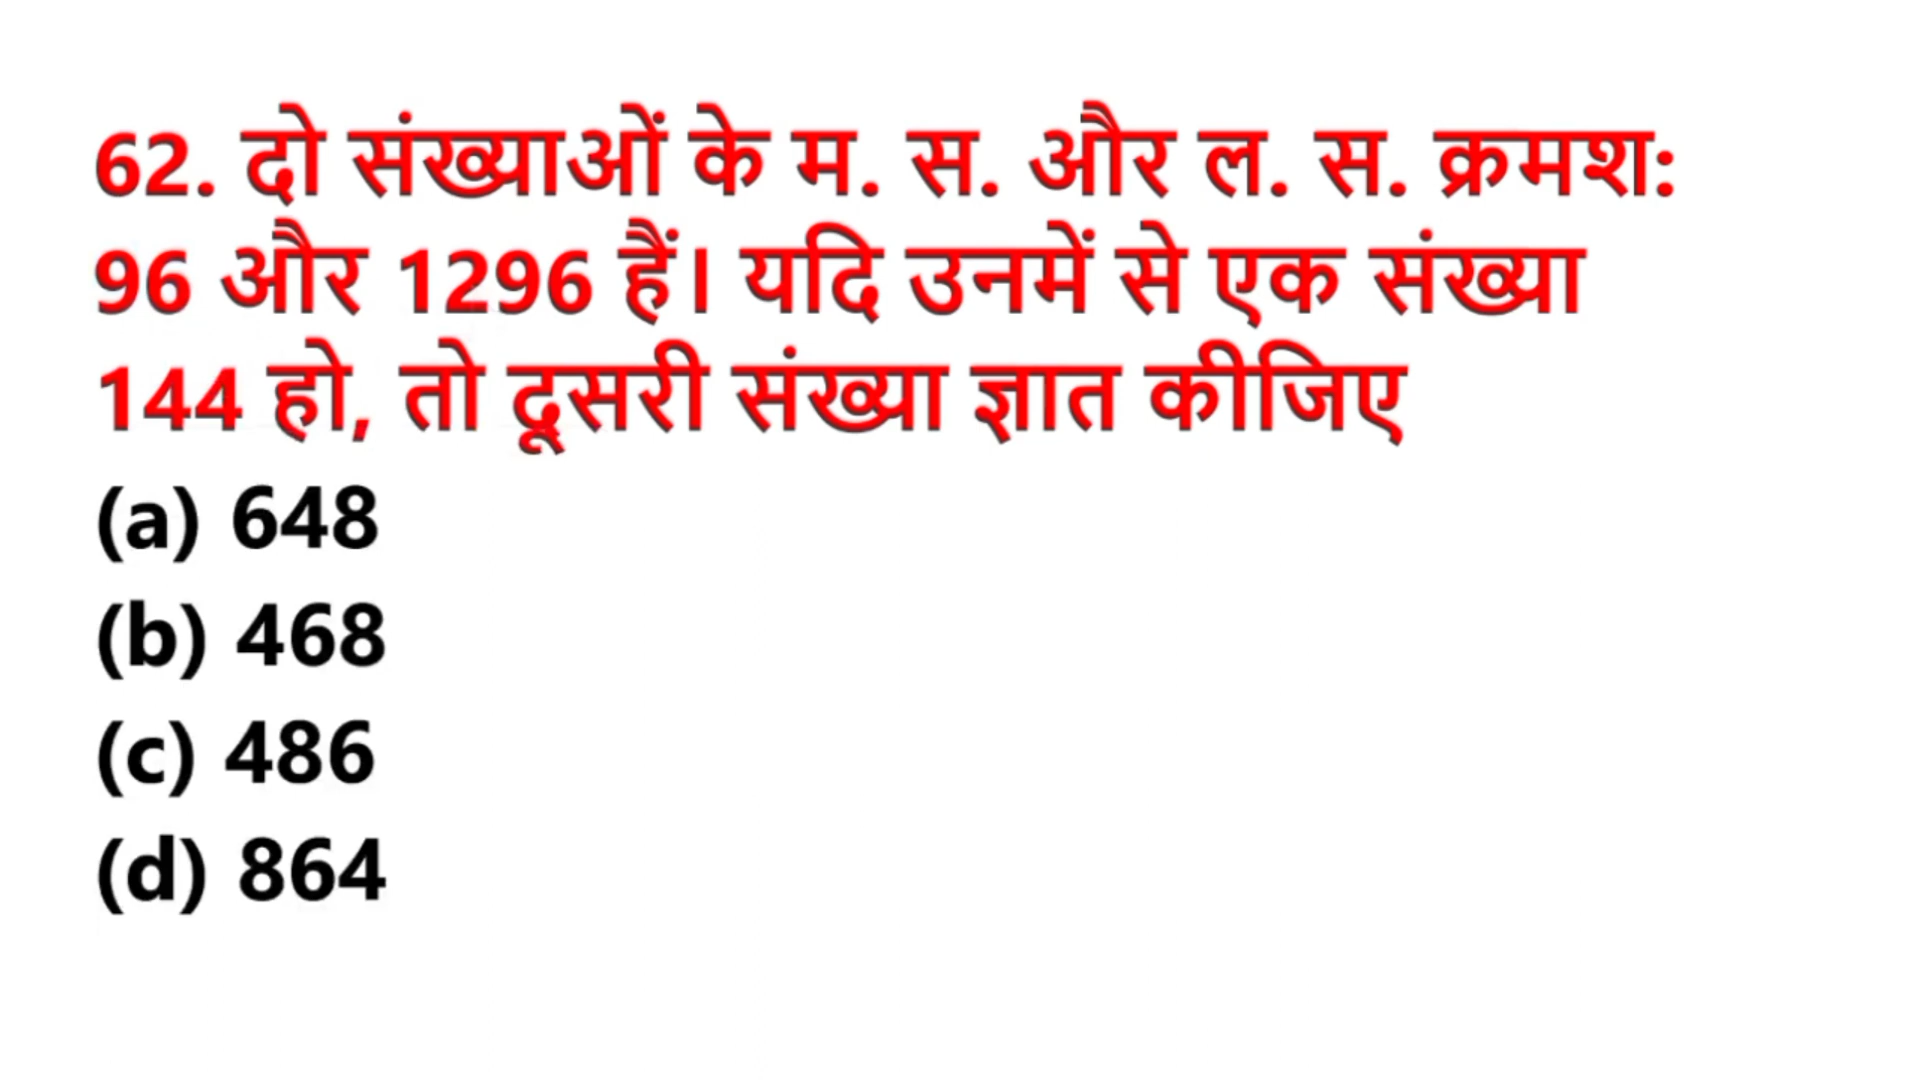 62. दो संख्याओं के म. स. और ल. स. क्रमश:
96 और 1296 हैं। यदि उनमें से एक संख्या
144 हो, तो दूसरी संख्या ज्ञात कीजिए
(a) 648
(b) 468
(c) 486
(d) 864